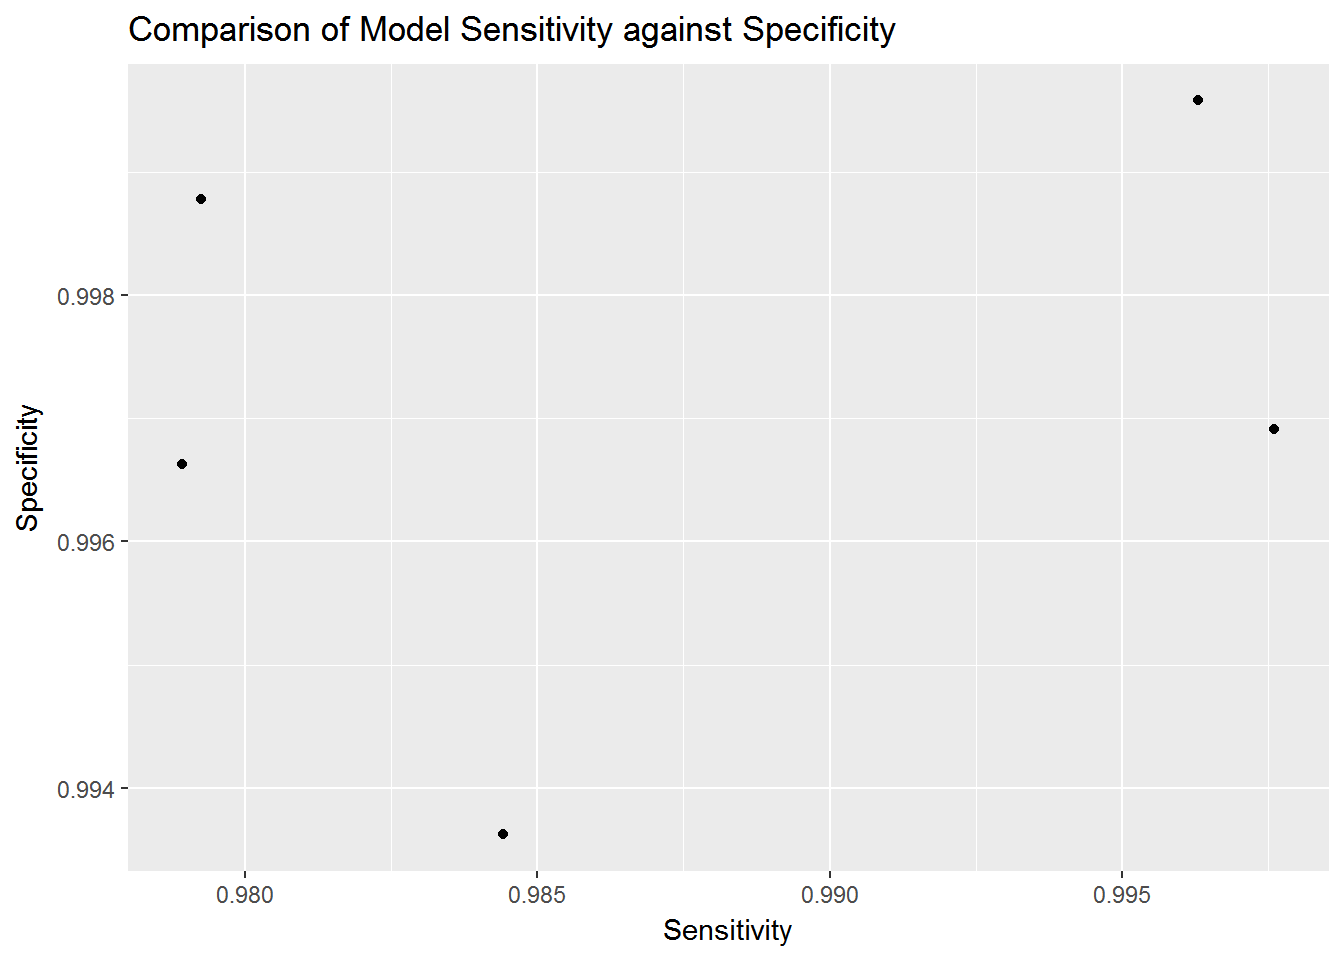 Comparison of Model Sensitivity against Specificity
Specificity
0.998
0.996
0.994
0.980 0.985 0.990 0.995
Sensitivity